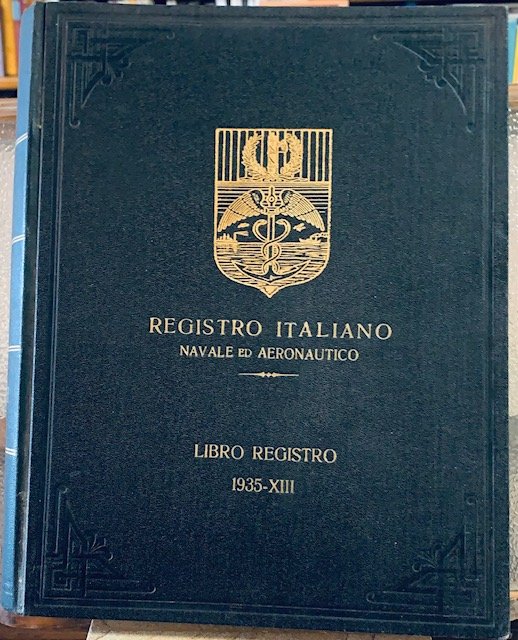 REGISTRO ITALIANO
NAVALE ED AERONAUTICO
LIBRO REGISTRO
1935-XIII